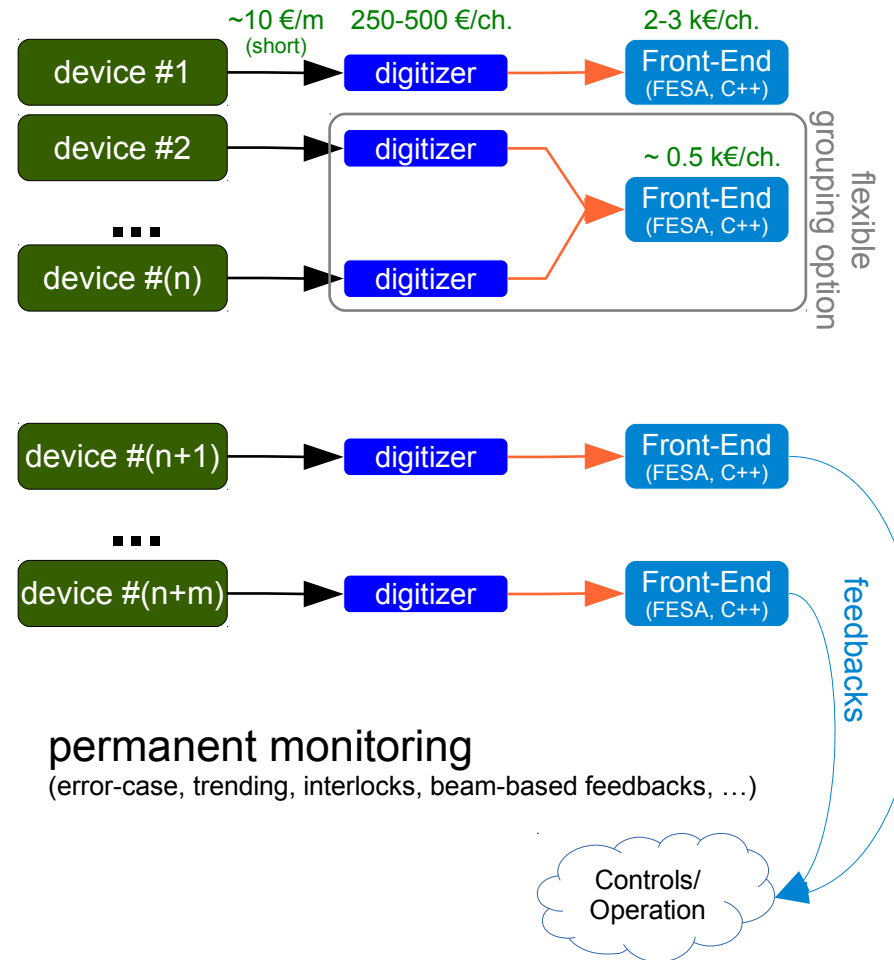 ~10 €/m
(short)
250-500 €/ch.
2-3 k€/ch.
device #1
digitizer
Front-End
(FESA, C++)
device #2
digitizer
~ 0.5 k€/ch.
Front-End
(FESA, C++)
...
device #(n)
digitizer
flexible
grouping option
device #(n+1)
digitizer
Front-End
(FESA, C++)
...
device #(n+m)
digitizer
Front-End
(FESA, C++)
feedbacks
permanent monitoring
(error-case, trending, interlocks, beam-based feedbacks, …)
Controls/
Operation